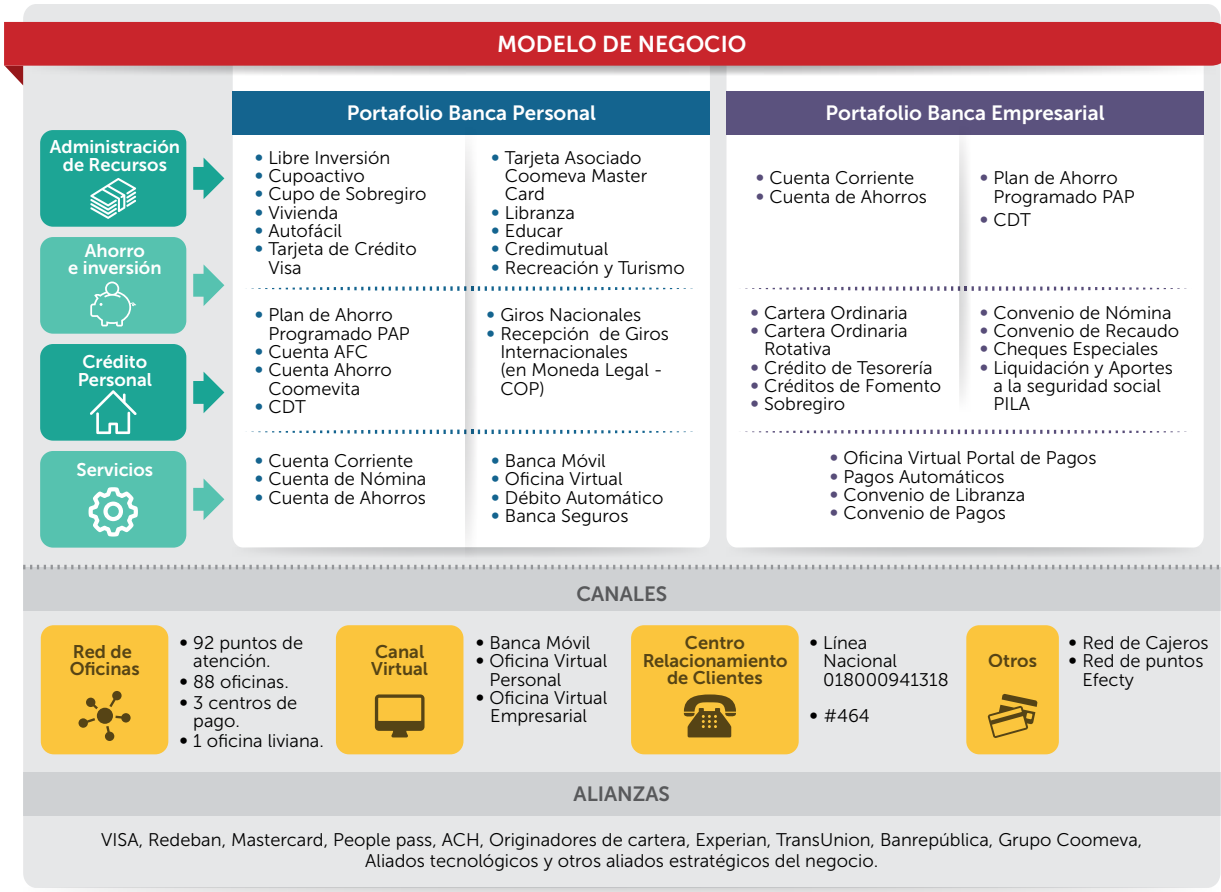 MODELO DE NEGOCIO
Administración
de Recursos
Ahorro
e inversión
Crédito
Personal
Servicios
Portafolio Banca Personal
• Libre Inversión
• Cupoactivo
• Cupo de Sobregiro
• Vivienda
• Autofácil
• Tarjeta de Crédito
Visa
• Tarjeta Asociado
Coomeva Master
Card
• Libranza
• Educar
• Credimutual
• Recreación y Turismo
• Plan de Ahorro
Programado PAP
• Cuenta AFC
• Cuenta Ahorro
Coomevita
• CDT
• Giros Nacionales
• Recepción de Giros
Internacionales
(en Moneda Legal -
COP)
• Cuenta Corriente
• Cuenta de Nómina
• Cuenta de Ahorros
• Banca Móvil
• Oficina Virtual
• Débito Automático
• Banca Seguros
Portafolio Banca Empresarial
• Cuenta Corriente
• Cuenta de Ahorros
• Plan de Ahorro
Programado PAP
• CDT
• Cartera Ordinaria
• Cartera Ordinaria
Rotativa
• Crédito de Tesorería
• Créditos de Fomento
• Sobregiro
• Convenio de Nómina
• Convenio de Recaudo
• Cheques Especiales
• Liquidación y Aportes
a la seguridad social
PILA
• Oficina Virtual Portal de Pagos
• Pagos Automáticos
• Convenio de Libranza
• Convenio de Pagos
CANALES
Red de
Oficinas
• 92 puntos de
atención.
• 88 oficinas.
• 3 centros de
pago.
• 1 oficina liviana.
Canal
Virtual
• Banca Móvil
• Oficina Virtual
Personal
• Oficina Virtual
Empresarial
Centro
Relacionamiento
de Clientes
• Línea
Nacional
018000941318
• #464
Otros
• Red de Cajeros
• Red de puntos
Efecty
ALIANZAS
VISA, Redeban, Mastercard, People pass, ACH, Originadores de cartera, Experian, TransUnion, Banrepública, Grupo Coomeva,
Aliados tecnológicos y otros aliados estratégicos del negocio.